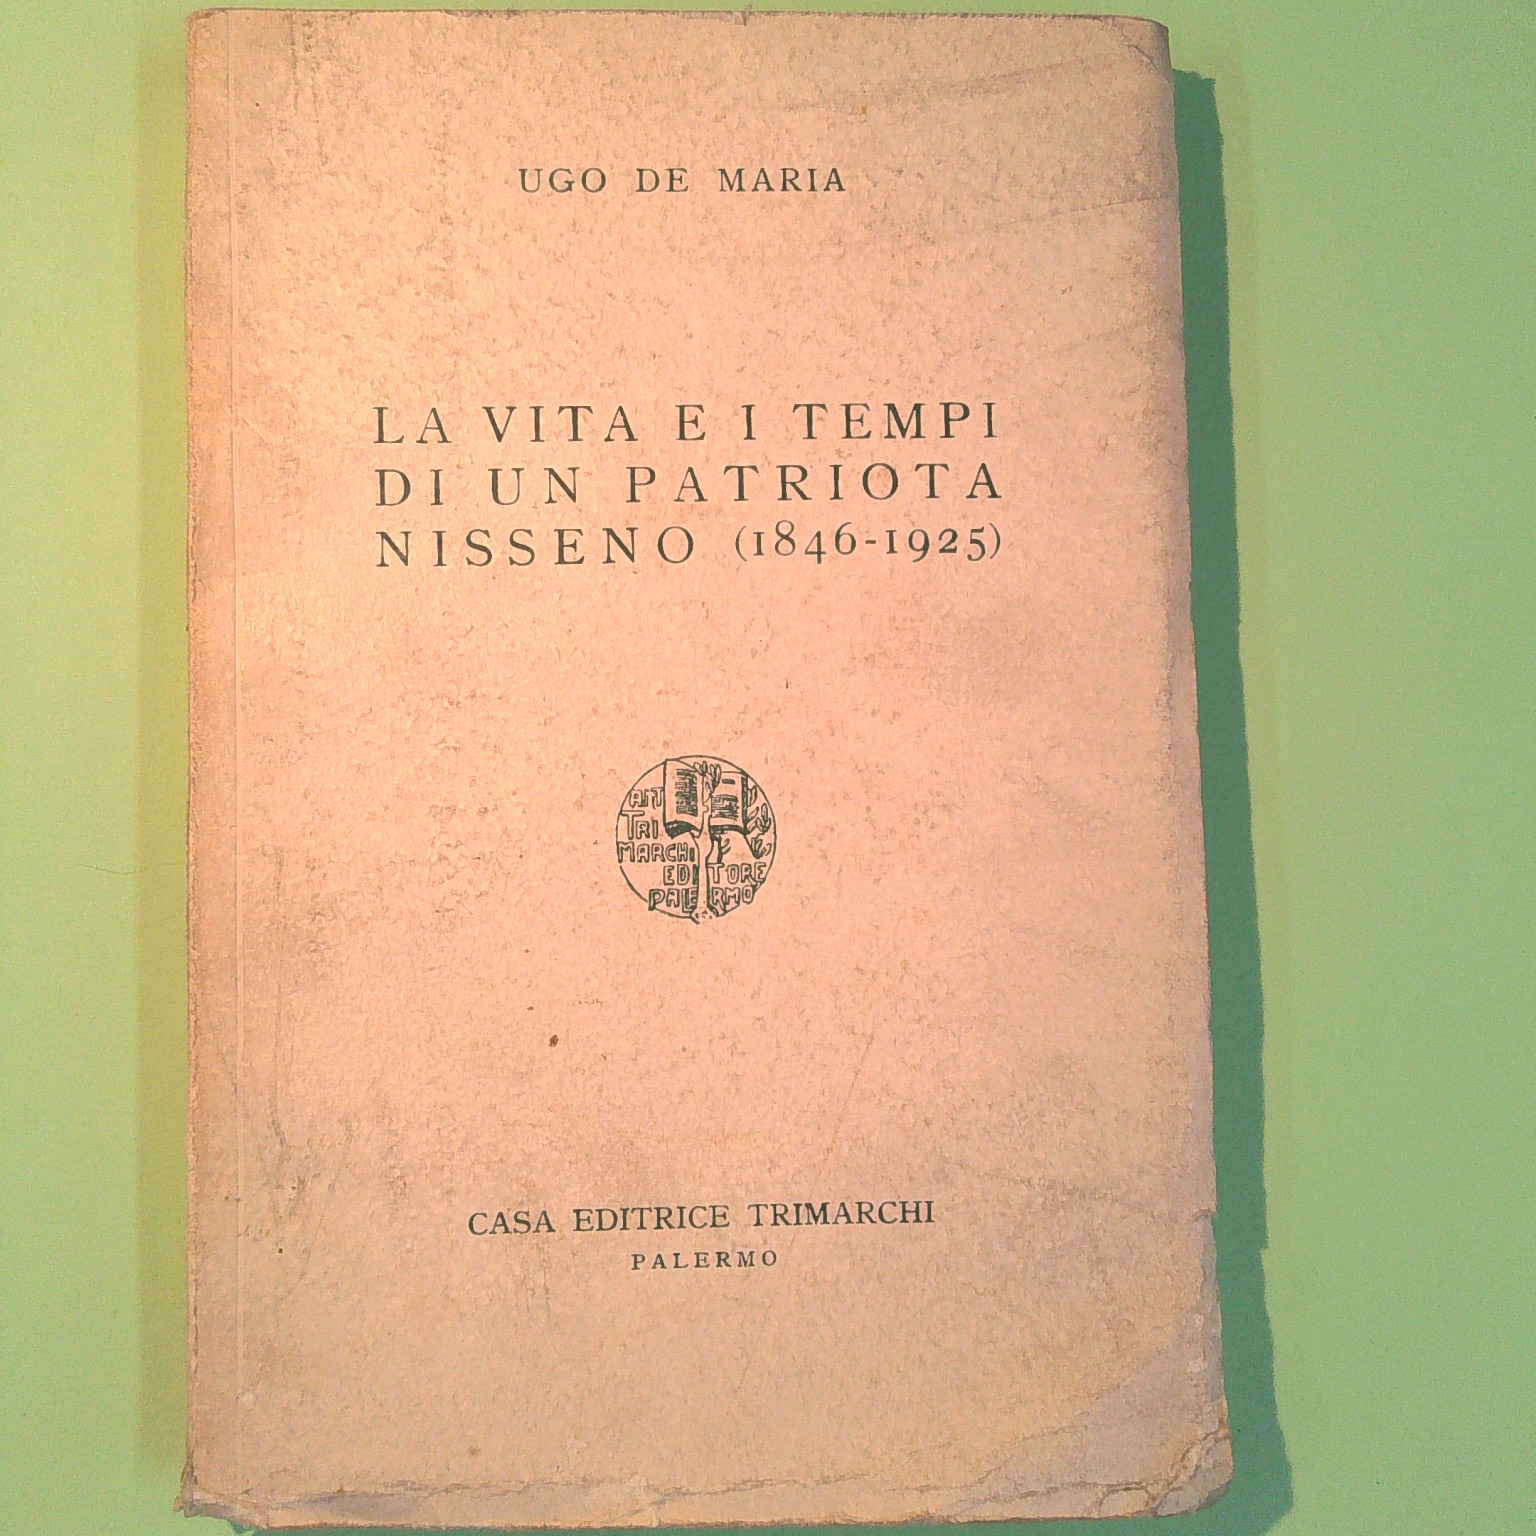 UGO DE MARIA
LA VITA E I TEMPI
DI UN PATRIOTA
NISSENO (1846-1925)
ANT
TRI
MARCHI
EDITORE
PALERMO
CASA EDITRICE TRIMARCHI
PALERMO